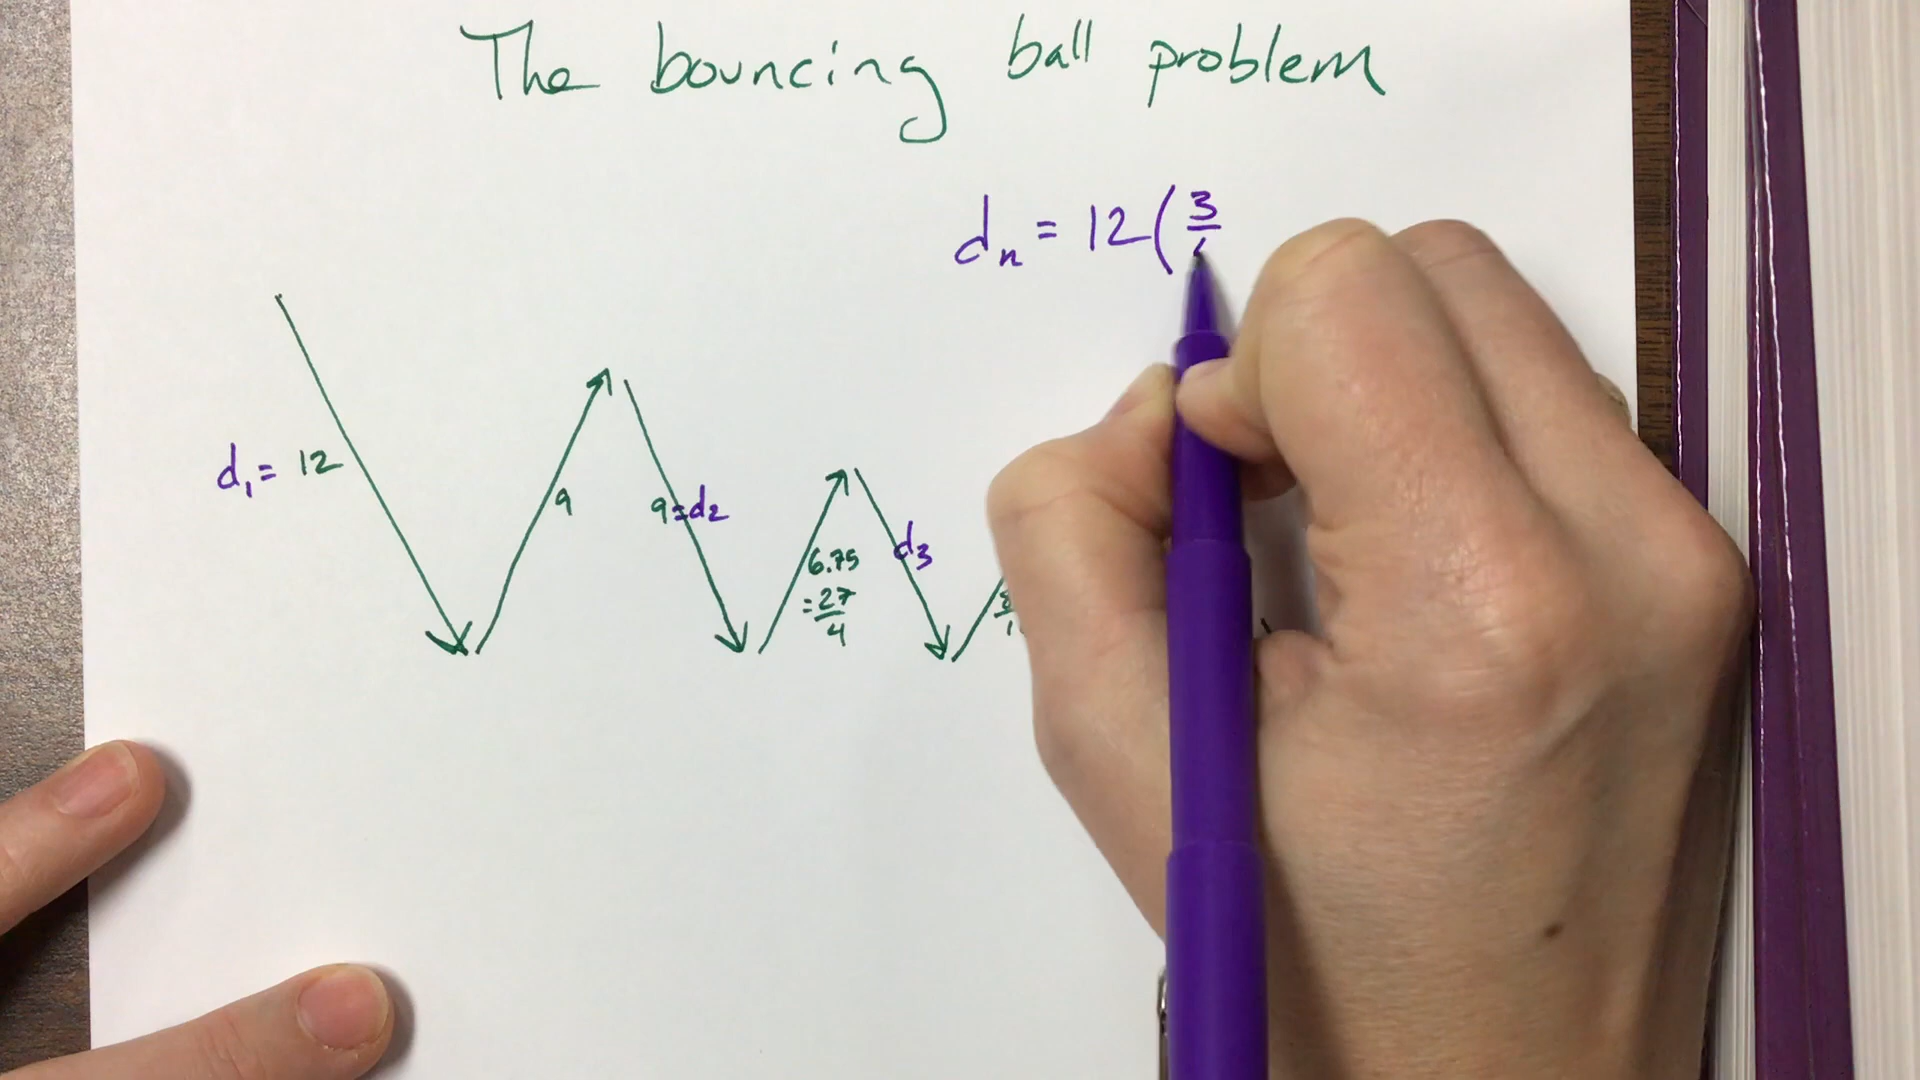 The bouncing ball problem
dₙ = 12(3/
d₁ = 12
9
9=d₂
6.75
=27/4
d₃